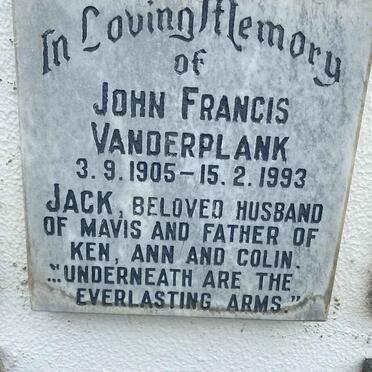 In Loving Memory
of
JOHN FRANCIS
VANDERPLANK
3.9.1905-15.2.1993
JACK, BELOVED HUSBAND
OF MAVIS AND FATHER OF
KEN, ANN AND COLIN.
"...UNDERNEATH ARE THE
EVERLASTING ARMS."